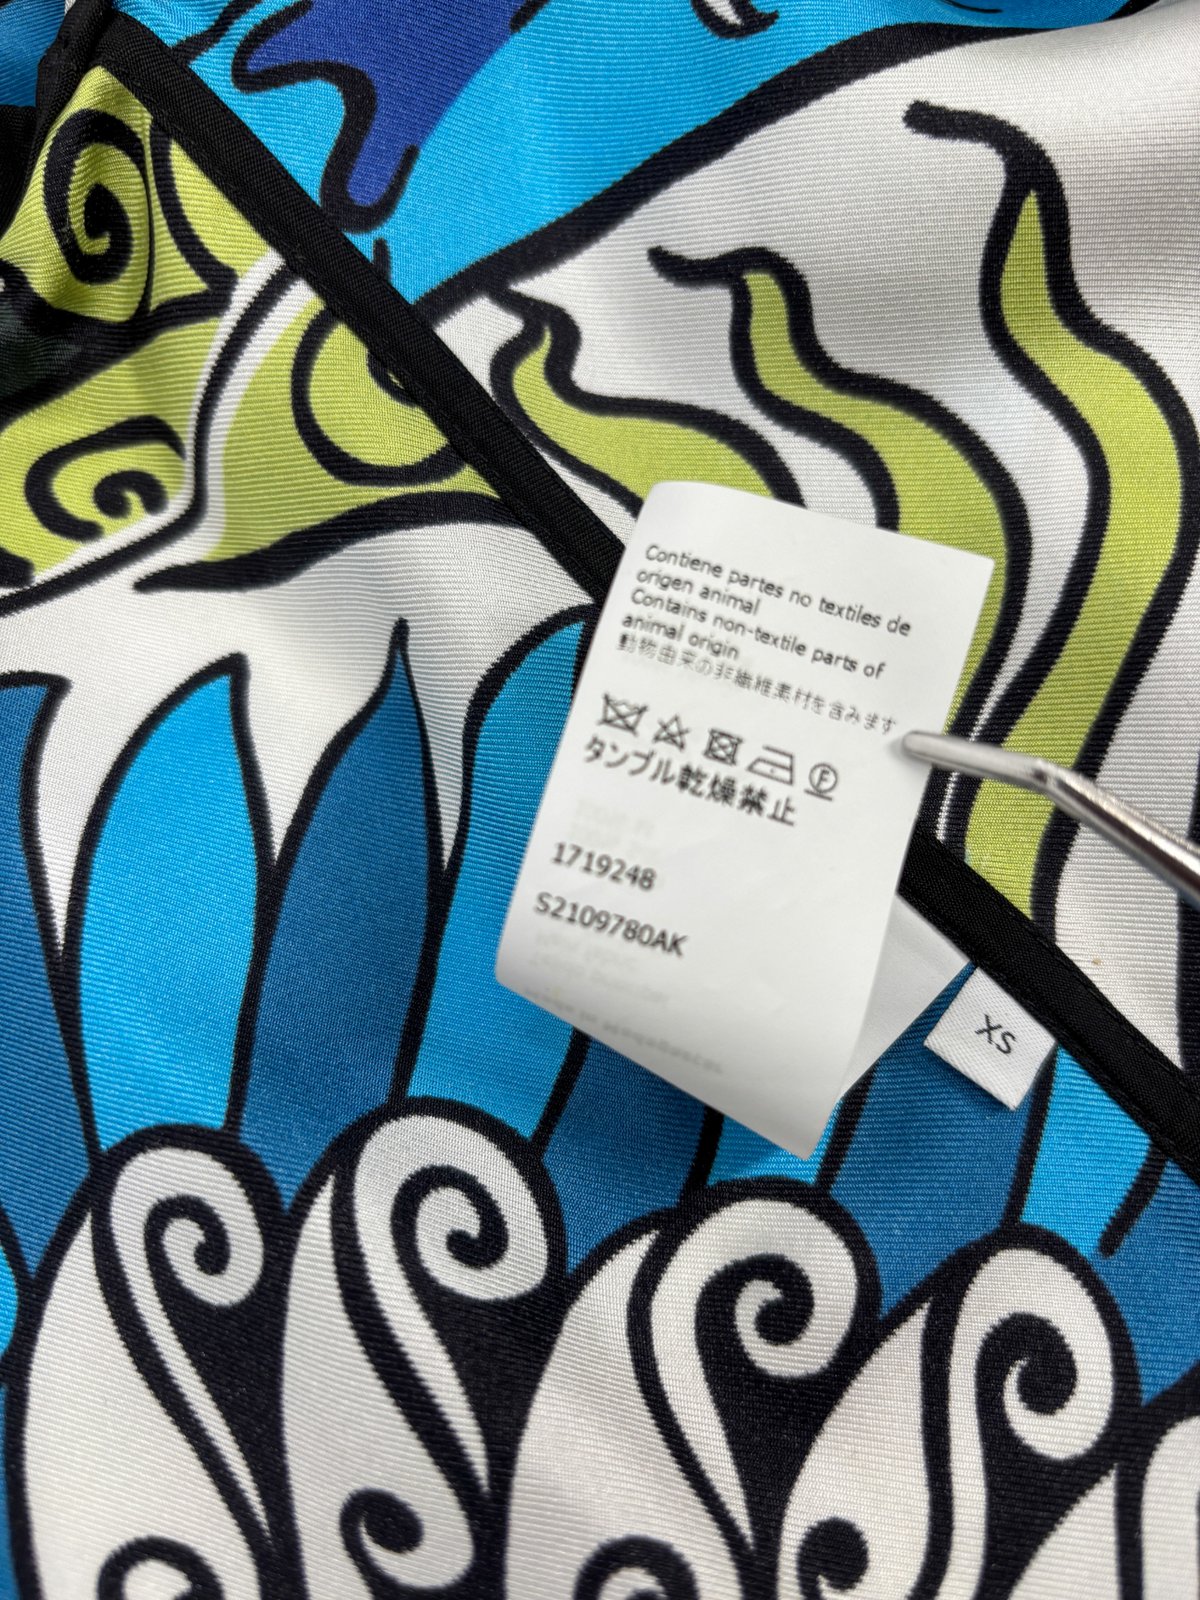 Contiene partes no textiles de
origen animal
Contains non-textile parts of
animal origin
動物由来の非繊維素材を含みます
F
タンブル乾燥禁止
1719248
S2109780AK
XS